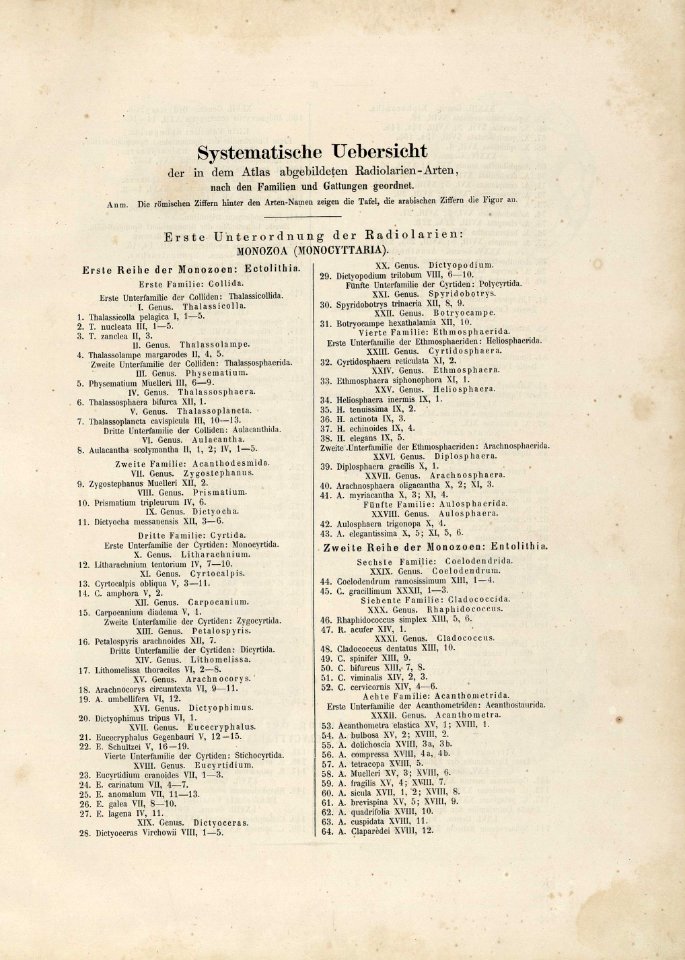 Systematische Uebersicht
der in dem Atlas abgebildeten Radiolarien-Arten,
nach den Familien und Gattungen geordnet.
Anm. Die römischen Ziffern hinter den Arten-Namen zeigen die Tafel, die arabischen Ziffern die Figur an.
Erste Unterordnung der Radiolarien:
MONOZOA (MONOCYTTARIA).
Erste Reihe der Monozoen: Ectolithia.
Erste Familie: Collida.
Erste Unterfamilie der Colliden: Thalassicollida.
I. Genus. Thalassicolla.
1. Thalassicolla pelagica I, 1—5.
2. T. nucleata III, 1—5.
3. T. zanclea II, 3.
II. Genus. Thalassolampe.
4. Thalassolampe margarodes II, 4, 5.
Zweite Unterfamilie der Colliden: Thalassosphaerida.
III. Genus. Physematium.
5. Physematium Muelleri III, 6—9.
IV. Genus. Thalassosphaera.
6. Thalassosphaera bifurca XII, 1.
V. Genus. Thalassoplancta.
7. Thalassoplancta cavispicula III, 10—13.
Dritte Unterfamilie der Colliden: Aulacanthida.
VI. Genus. Aulacantha.
8. Aulacantha scolymantha II, 1, 2; IV, 1—5.
Zweite Familie: Acanthodesmida.
VII. Genus. Zygostephanus.
9. Zygostephanus Muelleri XII, 2.
VIII. Genus. Prismatium.
10. Prismatium tripleurum IV, 6.
IX. Genus. Dictyocha.
11. Dictyocha messanensis XII, 3—6.
Dritte Familie: Cyrtida.
Erste Unterfamilie der Cyrtiden: Monocyrtida.
X. Genus. Litharachnium.
12. Litharachnium tentorium IV, 7—10.
XI. Genus. Cyrtocalpis.
13. Cyrtocalpis obliqua V, 3—11.
14. C. amphora V, 2.
XII. Genus. Carpocanium.
15. Carpocanium diadema V, 1.
Zweite Unterfamilie der Cyrtiden: Zygocyrtida.
XIII. Genus. Petalospyris.
16. Petalospyris arachnoides XII, 7.
Dritte Unterfamilie der Cyrtiden: Dicyrtida.
XIV. Genus. Lithomelissa.
17. Lithomelissa thoracites VI, 2—8.
XV. Genus. Arachnocorys.
18. Arachnocorys circumtexta VI, 9—11.
19. A. umbellifera VI, 12.
XVI. Genus. Dictyophimus.
20. Dictyophimus tripus VI, 1.
XVII. Genus. Eucecryphalus.
21. Eucecryphalus Gegenbauri V, 12—15.
22. E. Schultzei V, 16—19.
Vierte Unterfamilie der Cyrtiden: Stichocyrtida.
XVIII. Genus. Eucyrtidium.
23. Eucyrtidium cranoides VII, 1—3.
24. E. carinatum VII, 4—7.
25. E. anomalum VII, 11—13.
26. E. galea VII, 8—10.
27. E. lagena IV, 11.
XIX. Genus. Dictyoceras.
28. Dictyoceras Virchowii VIII, 1—5.
XX. Genus. Dictyopodium.
29. Dictyopodium trilobum VIII, 6—10.
Fünfte Unterfamilie der Cyrtiden: Polycyrtida.
XXI. Genus. Spyridobotrys.
30. Spyridobotrys trinacria XII, 8, 9.
XXII. Genus. Botryocampe.
31. Botryocampe hexathalamia XII, 10.
Vierte Familie: Ethmosphaerida.
Erste Unterfamilie der Ethmosphaeriden: Heliosphaerida.
XXIII. Genus. Cyrtidosphaera.
32. Cyrtidosphaera reticulata XI, 2.
XXIV. Genus. Ethmosphaera.
33. Ethmosphaera siphonophora XI, 1.
XXV. Genus. Heliosphaera.
34. Heliosphaera inermis IX, 1.
35. H. tenuissima IX, 2.
36. H. actinota IX, 3.
37. H. echinoides IX, 4.
38. H. elegans IX, 5.
Zweite Unterfamilie der Ethmosphaeriden: Arachnosphaerida.
XXVI. Genus. Diplosphaera.
39. Diplosphaera gracilis X, 1.
XXVII. Genus. Arachnosphaera.
40. Arachnosphaera oligacantha X, 2; XI, 3.
41. A. myriacantha X, 3; XI, 4.
Fünfte Familie: Aulosphaerida.
XXVIII. Genus. Aulosphaera.
42. Aulosphaera trigonopa X, 4.
43. A. elegantissima X, 5; XI, 5, 6.
Zweite Reihe der Monozoen: Entolithia.
Sechste Familie: Coelodendrida.
XXIX. Genus. Coelodendrum.
44. Coelodendrum ramosissimum XIII, 1—4.
45. C. gracillimum XXXII, 1—3.
Siebente Familie: Cladococcida.
XXX. Genus. Rhaphidococcus.
46. Rhaphidococcus simplex XIII, 5, 6.
47. R. acufer XIV, 1.
XXXI. Genus. Cladococcus.
48. Cladococcus dentatus XIII, 10.
49. C. spinifer XIII, 9.
50. C. bifurcus XIII, 7, 8.
51. C. viminalis XIV, 2, 3.
52. C. cervicornis XIV, 4—6.
Achte Familie: Acanthometrida.
Erste Unterfamilie der Acanthometriden: Acanthostaurida.
XXXII. Genus. Acanthometra.
53. Acanthometra elastica XV, 1; XVIII, 1.
54. A. bulbosa XV, 2; XVIII, 2.
55. A. dolichoscia XVIII, 3a, 3b.
56. A. compressa XVIII, 4a, 4b.
57. A. tetracopa XVIII, 5.
58. A. Muelleri XV, 3; XVIII, 6.
59. A. fragilis XV, 4; XVIII, 7.
60. A. sicula XVII, 1, 2; XVIII, 8.
61. A. brevispina XV, 5; XVIII, 9.
62. A. quadrifolia XVIII, 10.
63. A. cuspidata XVIII, 11.
64. A. Claparèdei XVIII, 12.